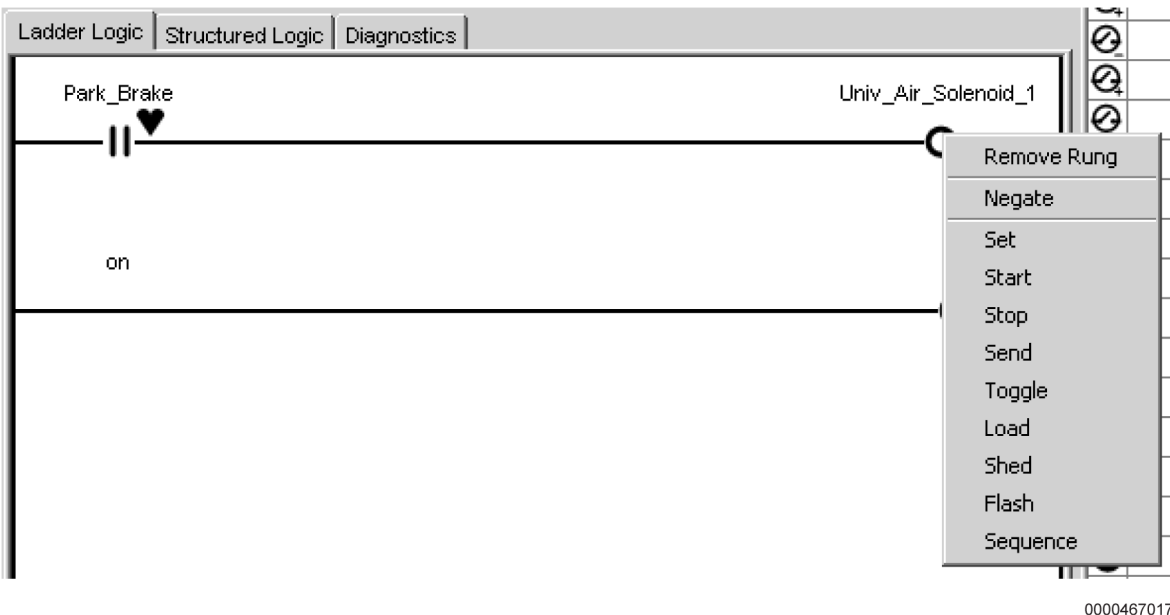 Ladder Logic Structured Logic Diagnostics
Park_Brake Univ_Air_Solenoid_1
Remove Rung
Negate
Set
on
Start
Stop
Send
Toggle
Load
Shed
Flash
Sequence
0000467017